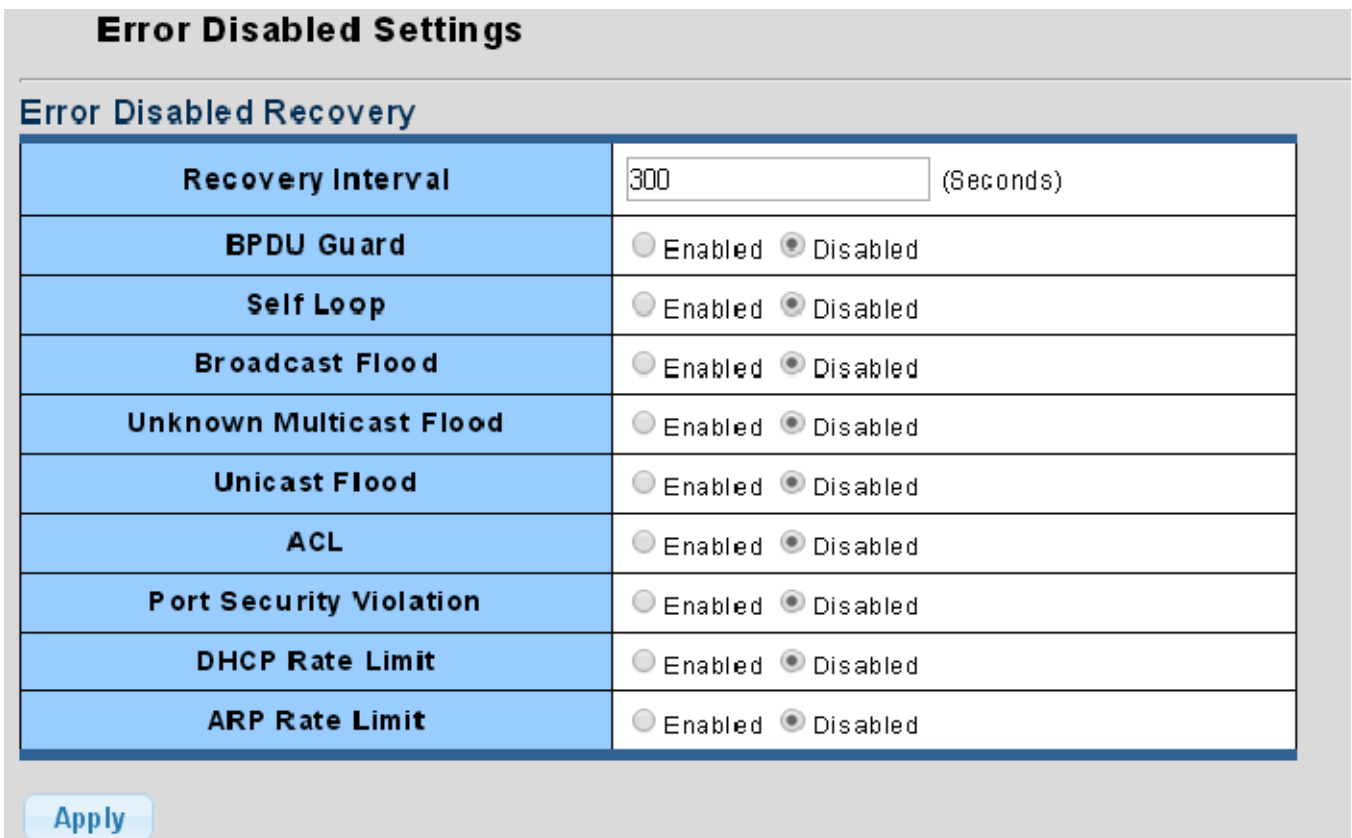 Error Disabled Settings
Error Disabled Recovery
Recovery Interval 300 (Seconds)
BPDU Guard Enabled Disabled
Self Loop Enabled Disabled
Broadcast Flood Enabled Disabled
Unknown Multicast Flood Enabled Disabled
Unicast Flood Enabled Disabled
ACL Enabled Disabled
Port Security Violation Enabled Disabled
DHCP Rate Limit Enabled Disabled
ARP Rate Limit Enabled Disabled
Apply